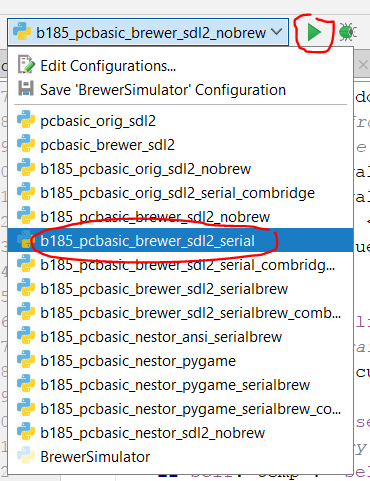 b185_pcbasic_brewer_sdl2_nobrew
Edit Configurations...
Save 'BrewerSimulator' Configuration
pcbasic_orig_sdl2
pcbasic_brewer_sdl2
b185_pcbasic_orig_sdl2_nobrew
b185_pcbasic_orig_sdl2_serial_combridge
b185_pcbasic_brewer_sdl2_nobrew
b185_pcbasic_brewer_sdl2_serial
b185_pcbasic_brewer_sdl2_serial_combridg...
b185_pcbasic_brewer_sdl2_serialbrew
b185_pcbasic_brewer_sdl2_serialbrew_comb...
b185_pcbasic_nestor_ansi_serialbrew
b185_pcbasic_nestor_pygame
b185_pcbasic_nestor_pygame_serialbrew
b185_pcbasic_nestor_pygame_serialbrew_co...
b185_pcbasic_nestor_sdl2_nobrew
BrewerSimulator